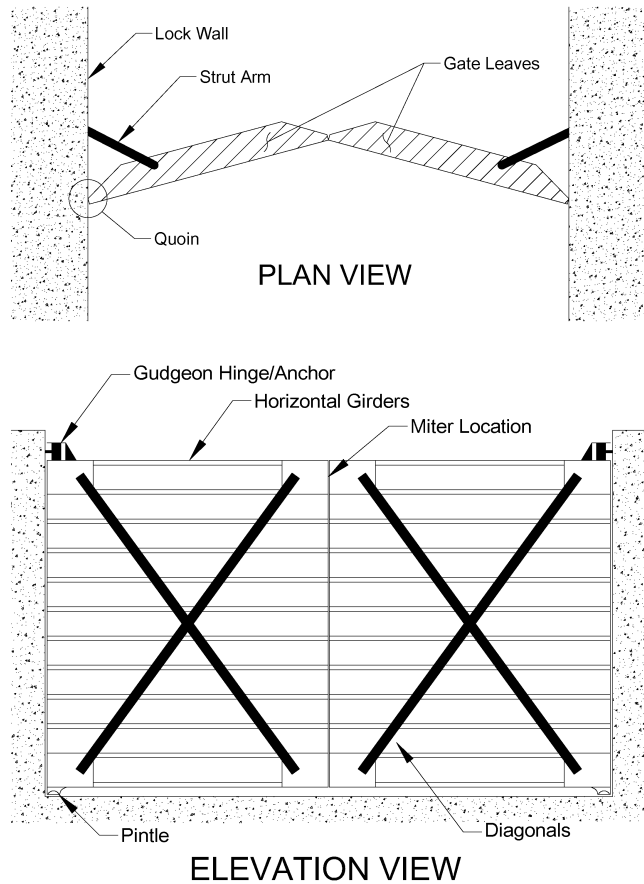 Lock Wall
Strut Arm
Gate Leaves
Quoin
PLAN VIEW
Gudgeon Hinge/Anchor
Horizontal Girders
Miter Location
Pintle
Diagonals
ELEVATION VIEW